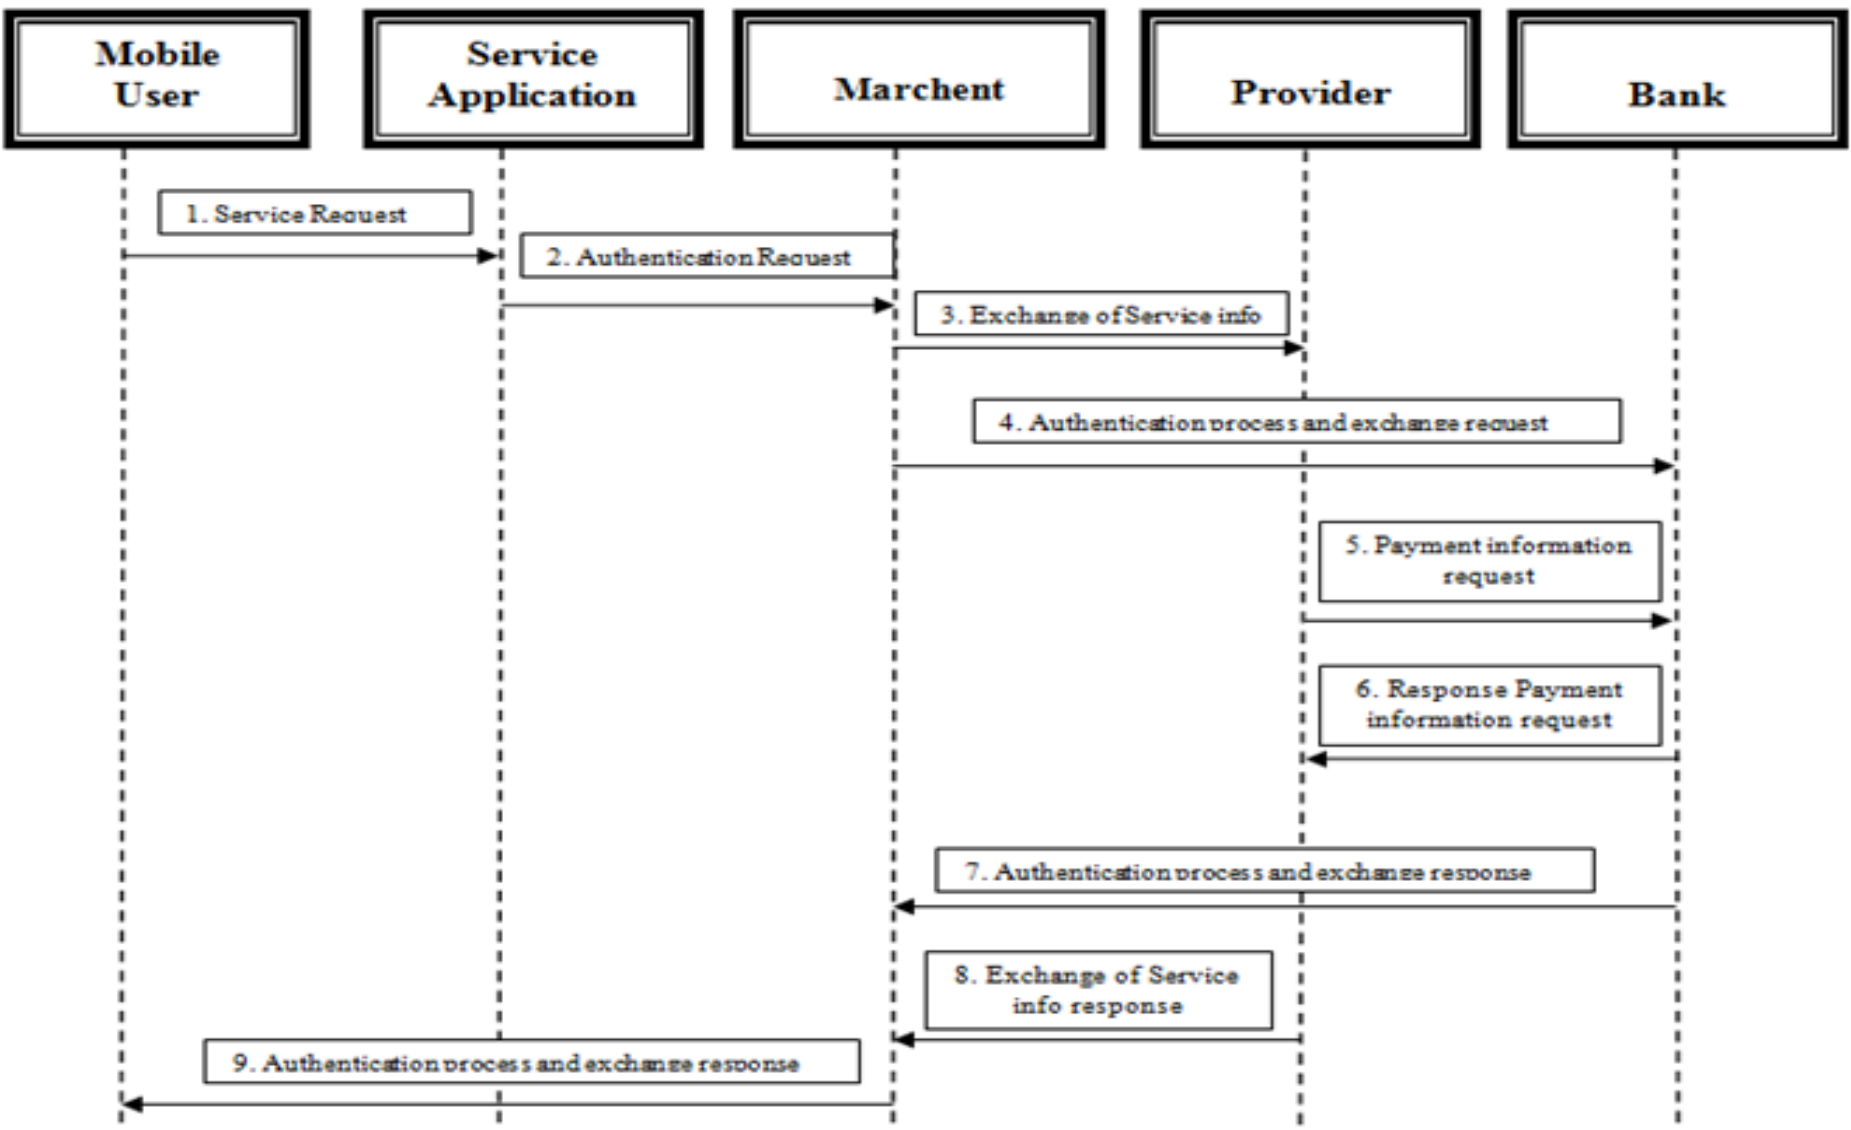 Mobile
User
Service
Application
Marchent
Provider
Bank
1. Service Request
2. Authentication Request
3. Exchange of Service info
4. Authentication process and exchange request
5. Payment information
request
6. Response Payment
information request
7. Authentication process and exchange response
8. Exchange of Service
info response
9. Authentication process and exchange response